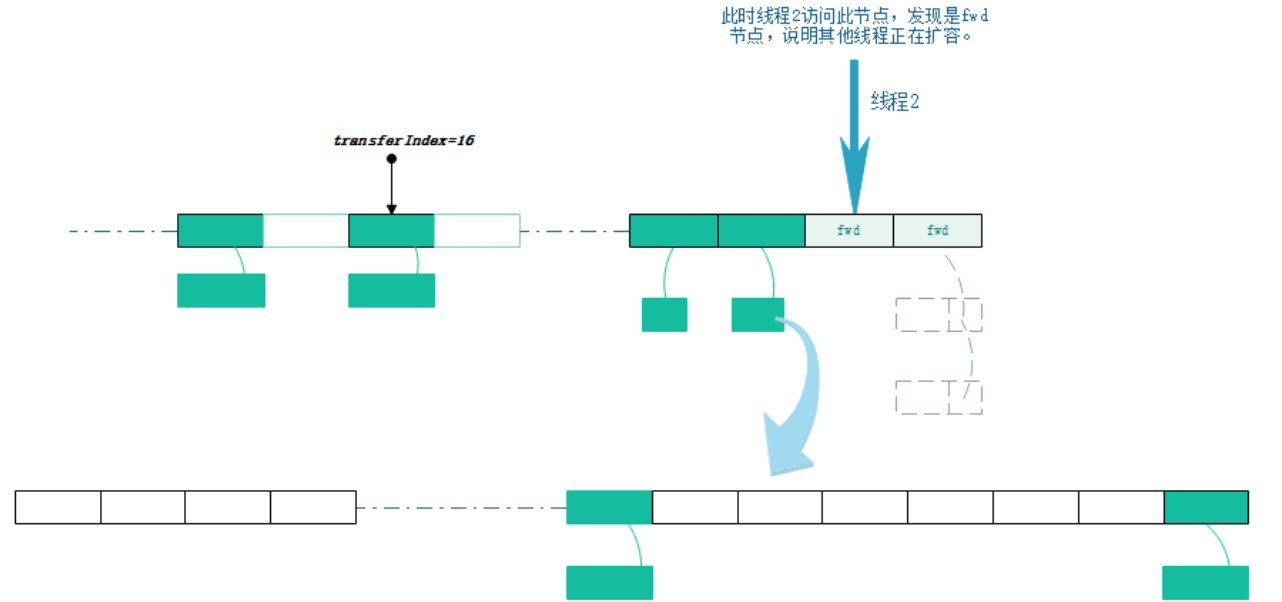 此时线程2访问此节点，发现是fwd
节点，说明其他线程正在扩容。
线程2
transferIndex=16
fwd
fwd